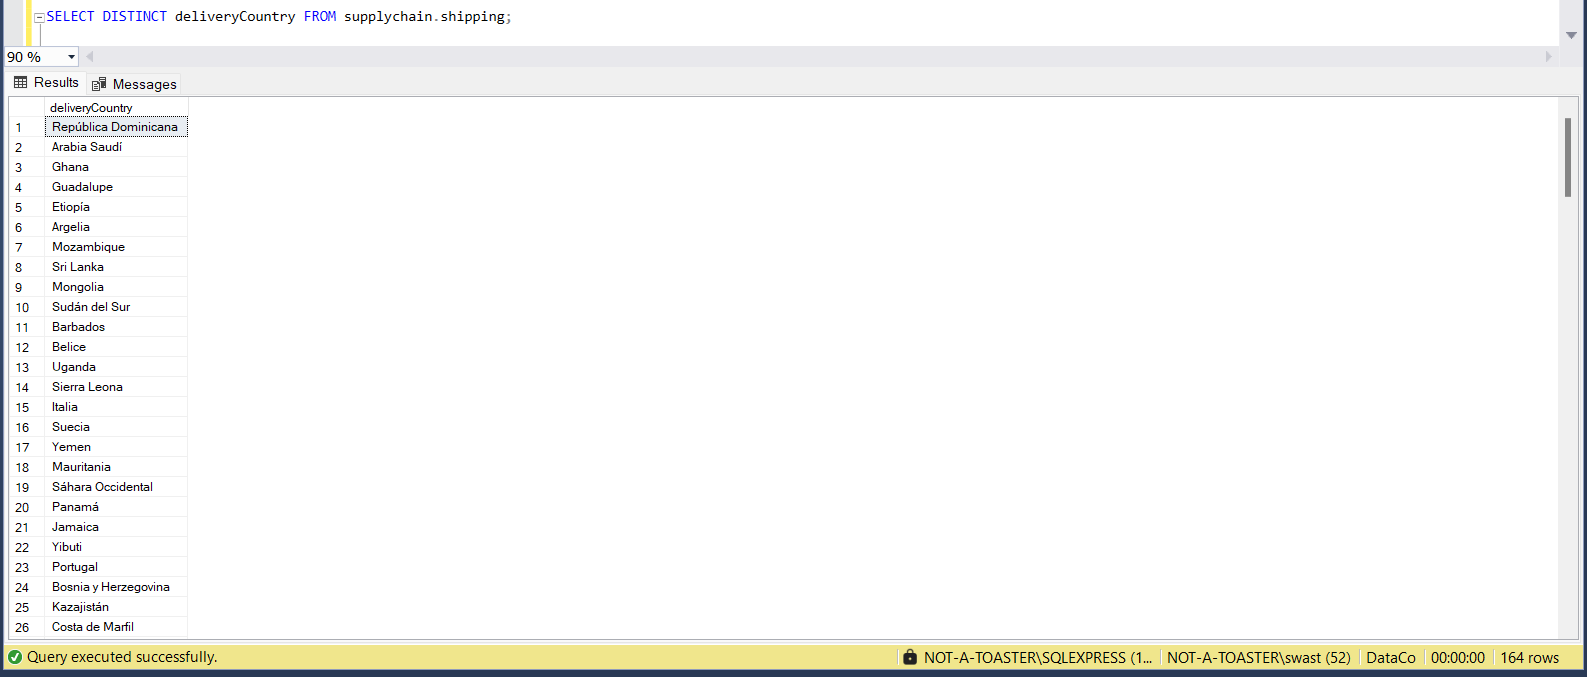 SELECT DISTINCT deliveryCountry FROM supplychain.shipping;
90 %
Results Messages
deliveryCountry
1 República Dominicana
2 Arabia Saudí
3 Ghana
4 Guadalupe
5 Etiopía
6 Argelia
7 Mozambique
8 Sri Lanka
9 Mongolia
10 Sudán del Sur
11 Barbados
12 Belice
13 Uganda
14 Sierra Leona
15 Italia
16 Suecia
17 Yemen
18 Mauritania
19 Sáhara Occidental
20 Panamá
21 Jamaica
22 Yibuti
23 Portugal
24 Bosnia y Herzegovina
25 Kazajistán
26 Costa de Marfil
Query executed successfully. NOT-A-TOASTER\SQLEXPRESS (1... NOT-A-TOASTER\swast (52) DataCo 00:00:00 164 rows